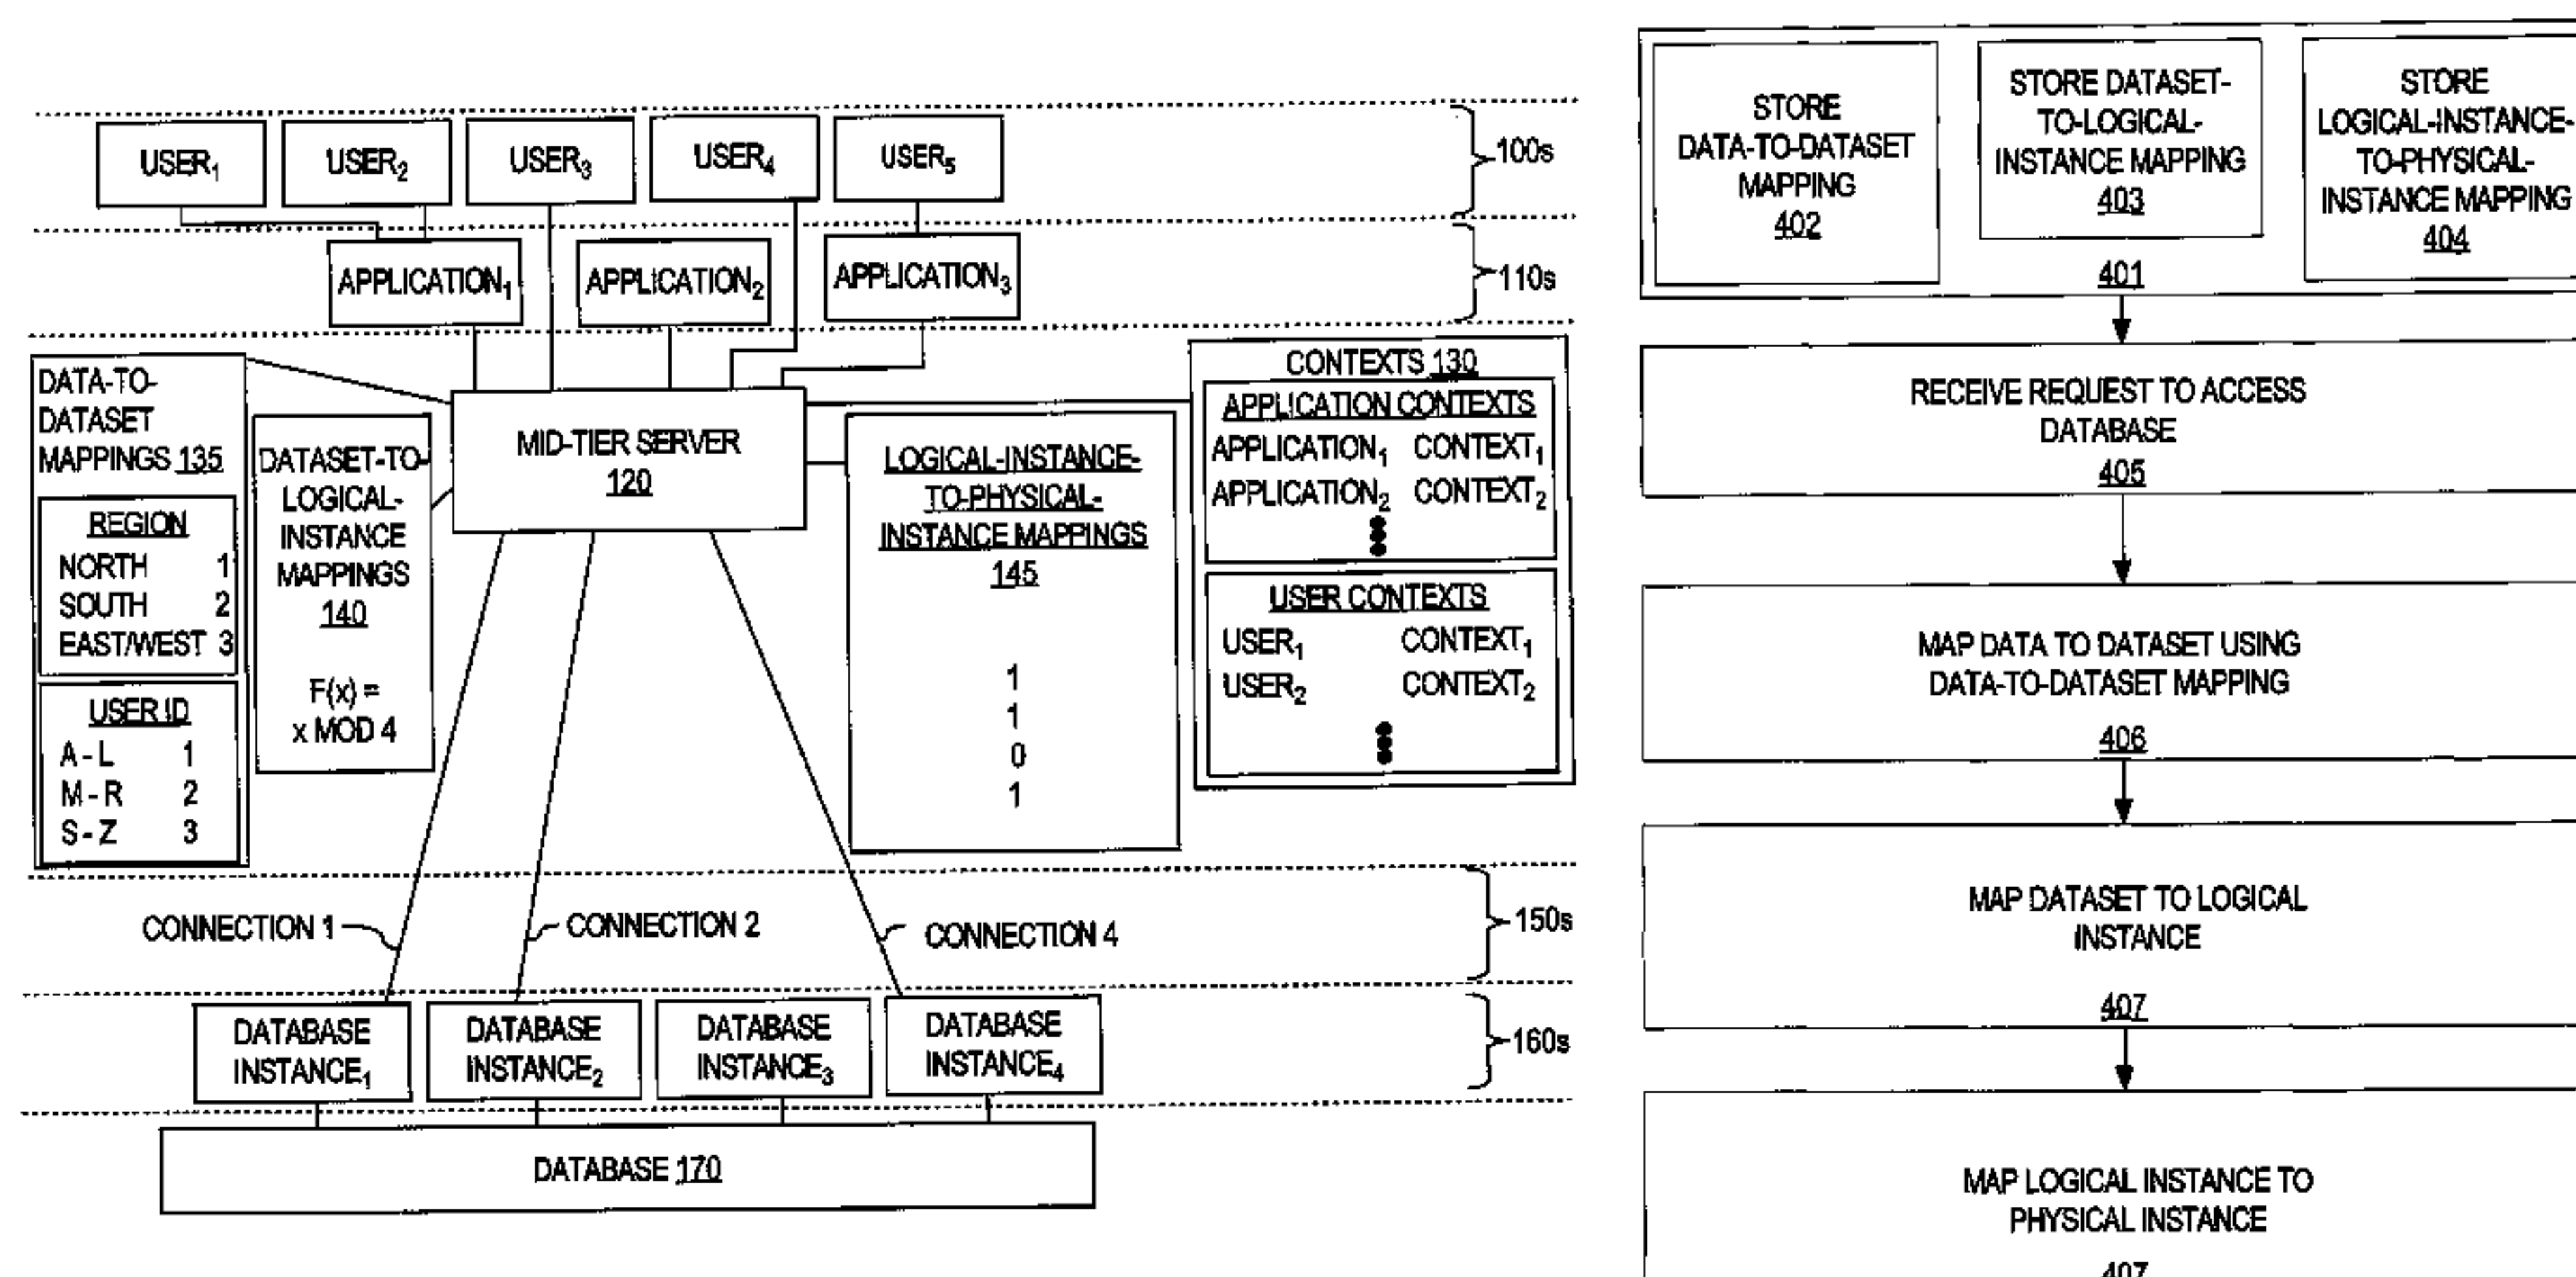 USER1
USER2
USER3
USER4
USER5
100s
APPLICATION1
APPLICATION2
APPLICATION3
110s
DATA-TO-
DATASET
MAPPINGS 135
REGION
NORTH 1
SOUTH 2
EAST/WEST 3
USER ID
A - L 1
M - R 2
S - Z 3
DATASET-TO-
LOGICAL-
INSTANCE
MAPPINGS
140
F(x) =
x MOD 4
MID-TIER SERVER
120
LOGICAL-INSTANCE-
TO-PHYSICAL-
INSTANCE MAPPINGS
145
1
1
0
1
CONTEXTS 130
APPLICATION CONTEXTS
APPLICATION1 CONTEXT1
APPLICATION2 CONTEXT2
USER CONTEXTS
USER1 CONTEXT1
USER2 CONTEXT2
CONNECTION 1
CONNECTION 2
CONNECTION 4
150s
DATABASE
INSTANCE1
DATABASE
INSTANCE2
DATABASE
INSTANCE3
DATABASE
INSTANCE4
160s
DATABASE 170
STORE
DATA-TO-DATASET
MAPPING
402
STORE DATASET-
TO-LOGICAL-
INSTANCE MAPPING
403
STORE
LOGICAL-INSTANCE-
TO-PHYSICAL-
INSTANCE MAPPING
404
401
RECEIVE REQUEST TO ACCESS
DATABASE
405
MAP DATA TO DATASET USING
DATA-TO-DATASET MAPPING
406
MAP DATASET TO LOGICAL
INSTANCE
407
MAP LOGICAL INSTANCE TO
PHYSICAL INSTANCE
407